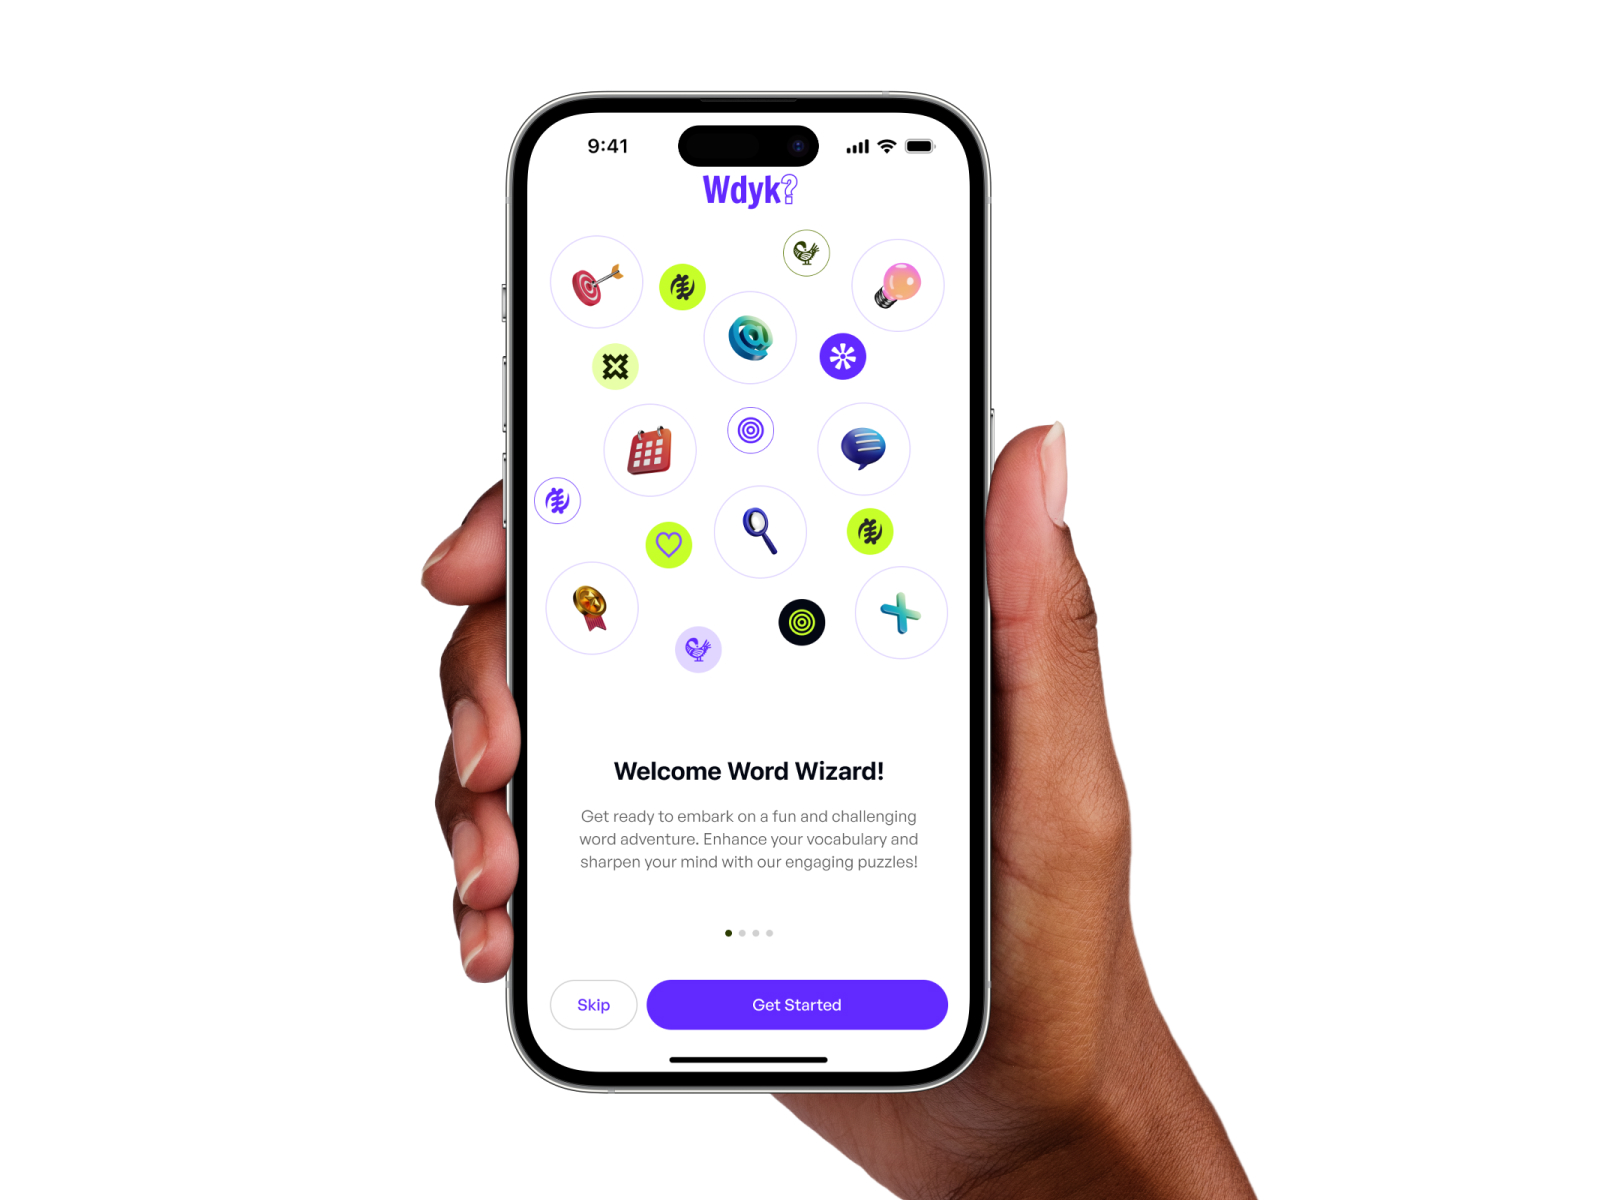 9:41
Wdyk?
Welcome Word Wizard!
Get ready to embark on a fun and challenging
word adventure. Enhance your vocabulary and
sharpen your mind with our engaging puzzles!
Skip
Get Started